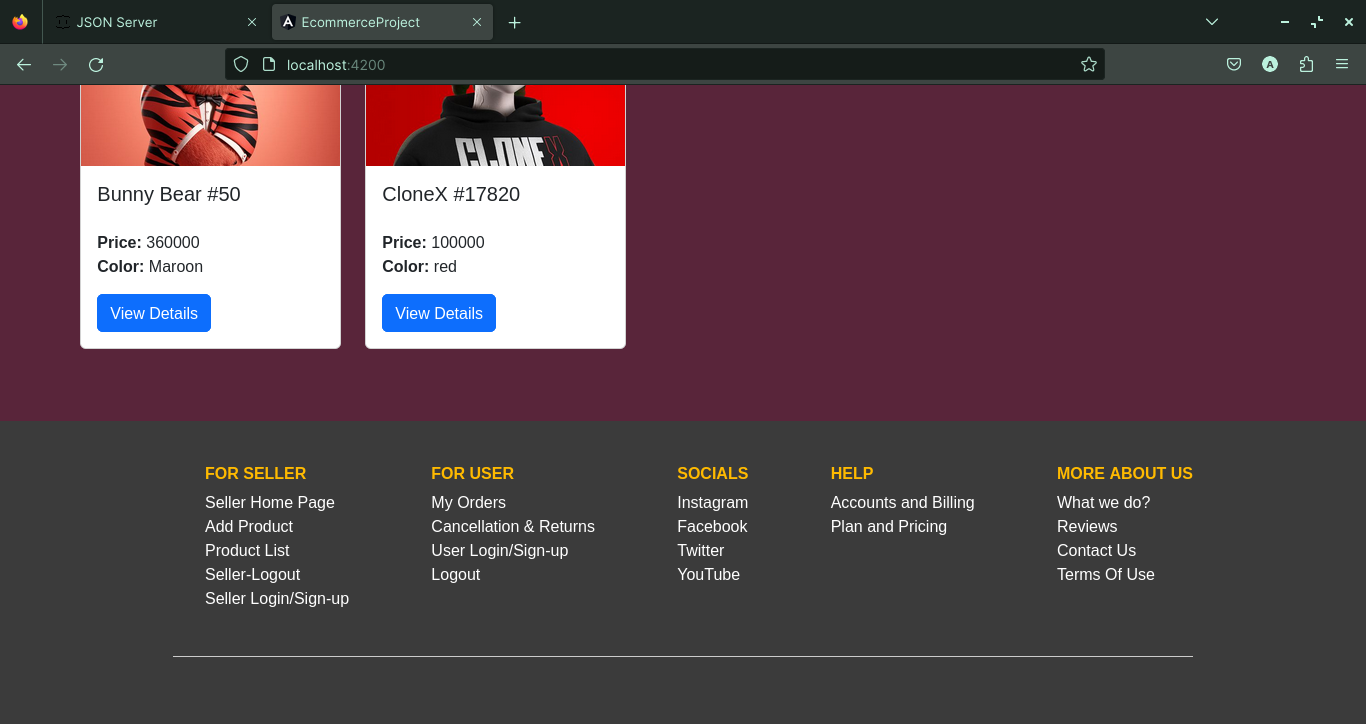 JSON Server
EcommerceProject
localhost:4200
A
CLONEX
Bunny Bear #50
Price: 360000
Color: Maroon
View Details
CloneX #17820
Price: 100000
Color: red
View Details
FOR SELLER
Seller Home Page
Add Product
Product List
Seller-Logout
Seller Login/Sign-up
FOR USER
My Orders
Cancellation & Returns
User Login/Sign-up
Logout
SOCIALS
Instagram
Facebook
Twitter
YouTube
HELP
Accounts and Billing
Plan and Pricing
MORE ABOUT US
What we do?
Reviews
Contact Us
Terms Of Use